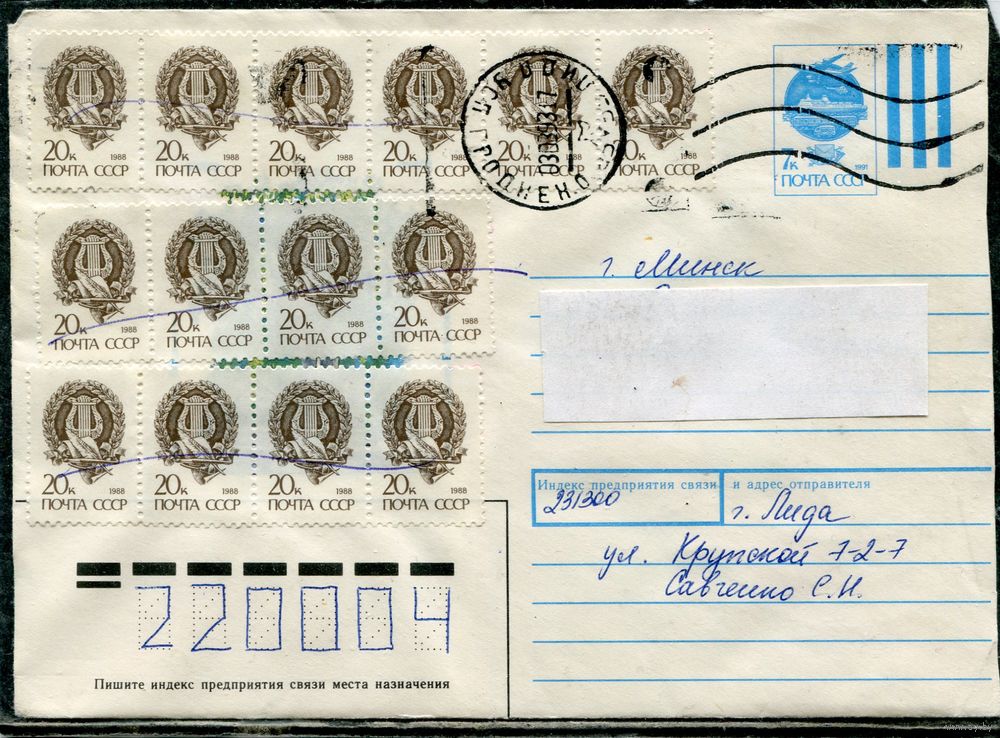 20к 1988 20к 1988 20к 1988 20к 1988 20к 1988 20к 1988
ПОЧТА СССР ПОЧТА СССР ПОЧТА СССР ПОЧТА СССР ПОЧТА СССР ПОЧТА СССР
7к 1991
ПОЧТА СССР
20к 1988 20к 1988 20к 1988 20к 1988
ПОЧТА СССР ПОЧТА СССР ПОЧТА СССР ПОЧТА СССР
г. Минск
20к 1988 20к 1988 20к 1988 20к 1988
ПОЧТА СССР ПОЧТА СССР ПОЧТА СССР ПОЧТА СССР
Индекс предприятия связи и адрес отправителя
231300
г. Лида
ул. Крупской 7-2-7
Савченко С.Н.
220004
Пишите индекс предприятия связи места назначения